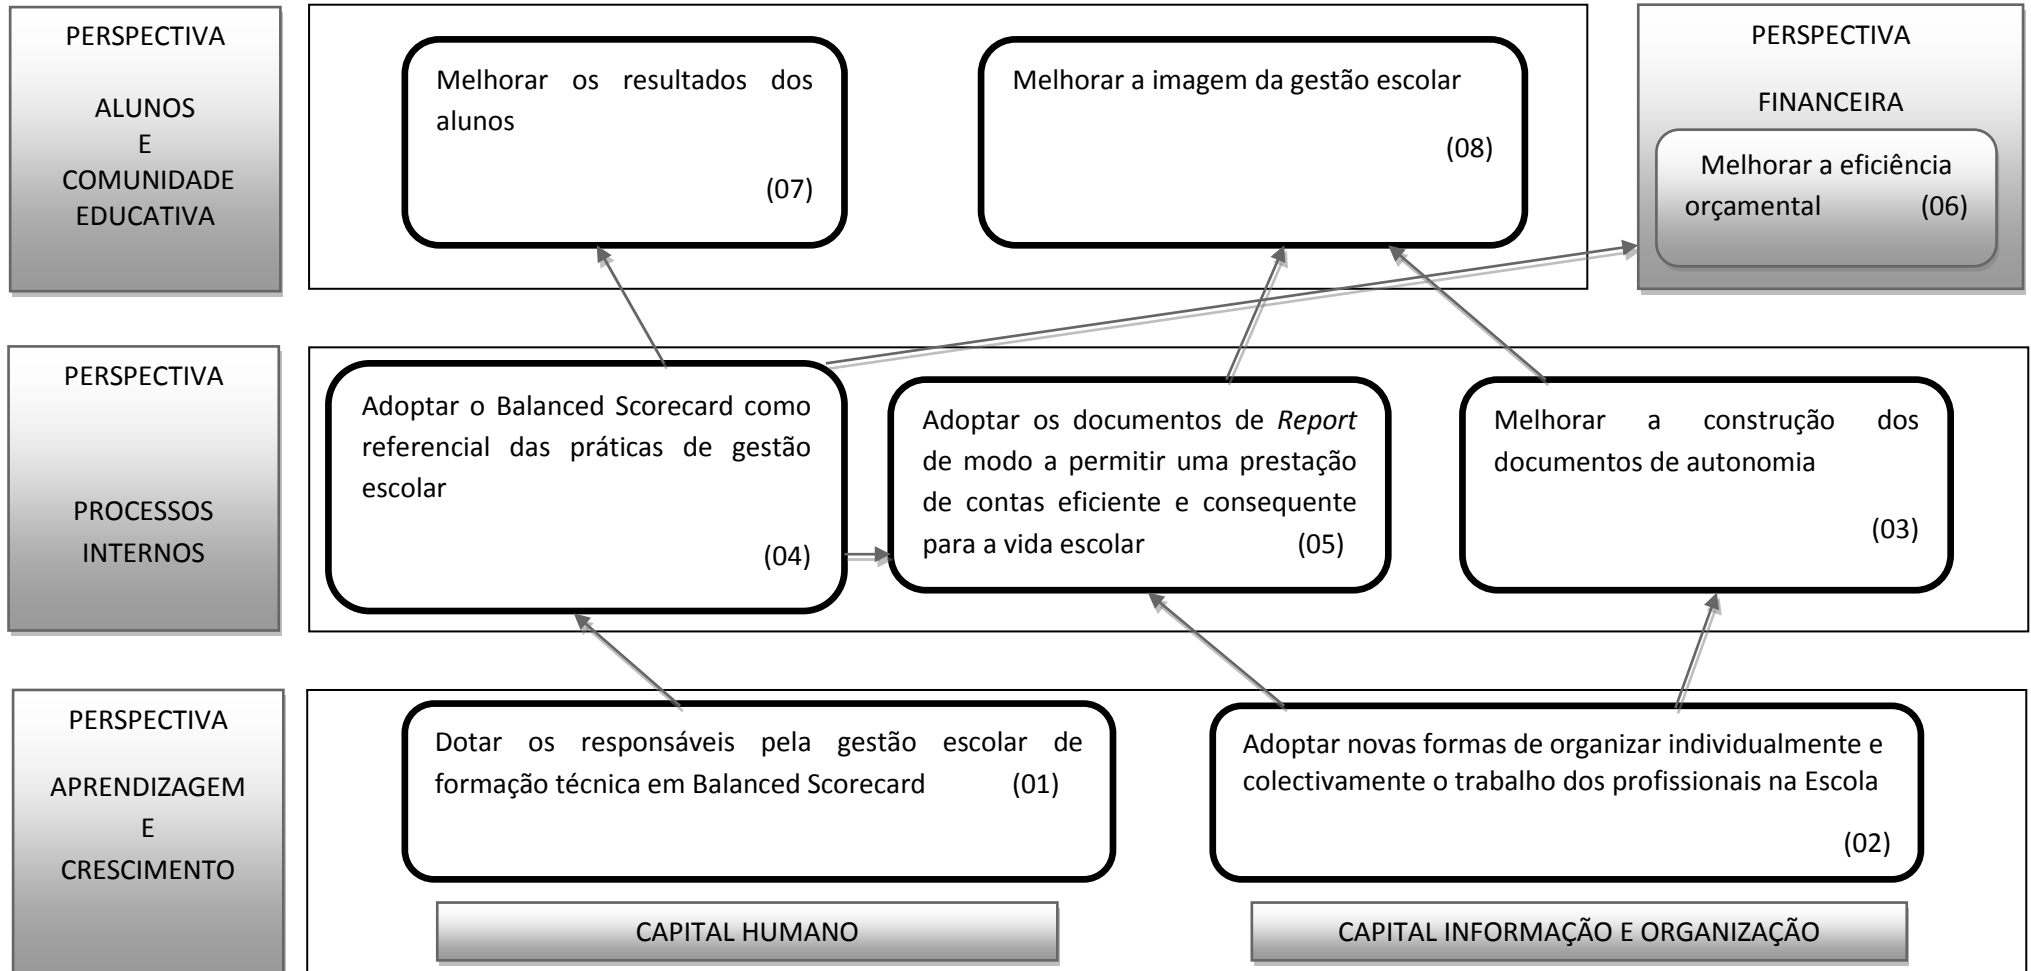 PERSPECTIVA
ALUNOS
E
COMUNIDADE
EDUCATIVA
Melhorar os resultados dos
alunos
(07)
Melhorar a imagem da gestão escolar
(08)
PERSPECTIVA
FINANCEIRA
Melhorar a eficiência
orçamental (06)
PERSPECTIVA
PROCESSOS
INTERNOS
Adoptar o Balanced Scorecard como
referencial das práticas de gestão
escolar
(04)
Adoptar os documentos de Report
de modo a permitir uma prestação
de contas eficiente e consequente
para a vida escolar (05)
Melhorar a construção dos
documentos de autonomia
(03)
PERSPECTIVA
APRENDIZAGEM
E
CRESCIMENTO
Dotar os responsáveis pela gestão escolar de
formação técnica em Balanced Scorecard (01)
Adoptar novas formas de organizar individualmente e
colectivamente o trabalho dos profissionais na Escola
(02)
CAPITAL HUMANO
CAPITAL INFORMAÇÃO E ORGANIZAÇÃO